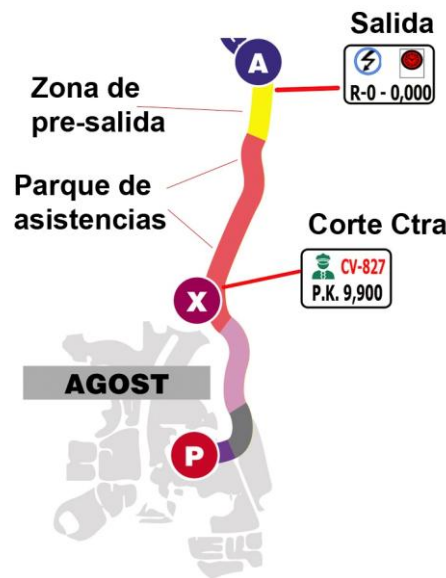 Salida
A
R-0 - 0,000
Zona de
pre-salida
Parque de
asistencias
Corte Ctra
CV-827
P.K. 9,900
X
AGOST
P